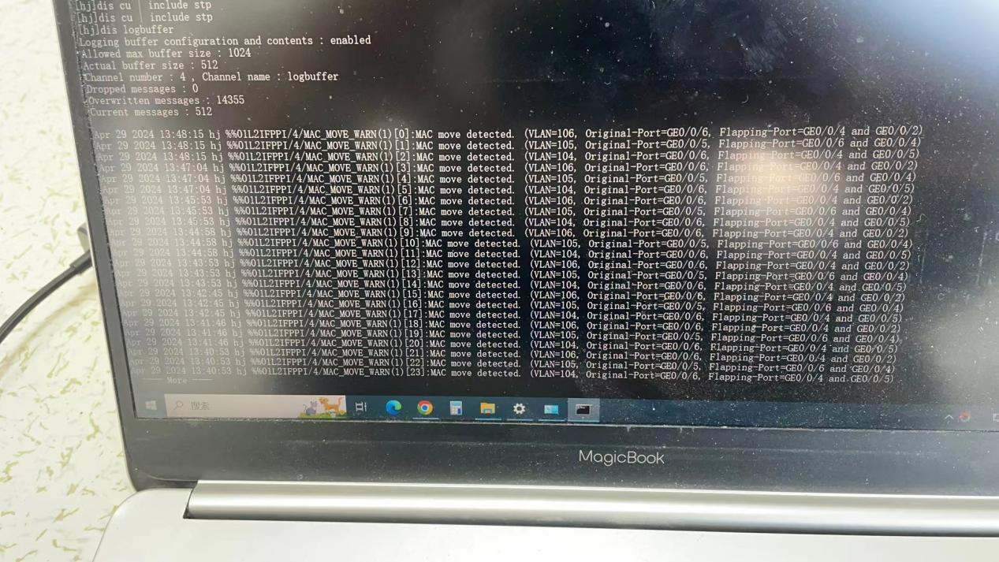 [hj]dis cu | include stp
[hj]dis cu | include stp
[hj]dis logbuffer
Logging buffer configuration and contents : enabled
Allowed max buffer size : 1024
Actual buffer size : 512
Channel number : 4 , Channel name : logbuffer
Dropped messages : 0
Overwritten messages : 14355
Current messages : 512
Apr 29 2024 13:48:15 hj %%01L2IFPPI/4/MAC_MOVE_WARN(1)[0]:MAC move detected. (VLAN=106, Original-Port=GE0/0/6, Flapping-Port=GE0/0/4 and GE0/0/2)
Apr 29 2024 13:48:15 hj %%01L2IFPPI/4/MAC_MOVE_WARN(1)[1]:MAC move detected. (VLAN=105, Original-Port=GE0/0/5, Flapping-Port=GE0/0/6 and GE0/0/4)
Apr 29 2024 13:48:15 hj %%01L2IFPPI/4/MAC_MOVE_WARN(1)[2]:MAC move detected. (VLAN=104, Original-Port=GE0/0/6, Flapping-Port=GE0/0/4 and GE0/0/5)
Apr 29 2024 13:47:04 hj %%01L2IFPPI/4/MAC_MOVE_WARN(1)[3]:MAC move detected. (VLAN=106, Original-Port=GE0/0/6, Flapping-Port=GE0/0/4 and GE0/0/2)
Apr 29 2024 13:47:04 hj %%01L2IFPPI/4/MAC_MOVE_WARN(1)[4]:MAC move detected. (VLAN=105, Original-Port=GE0/0/5, Flapping-Port=GE0/0/6 and GE0/0/4)
Apr 29 2024 13:47:04 hj %%01L2IFPPI/4/MAC_MOVE_WARN(1)[5]:MAC move detected. (VLAN=104, Original-Port=GE0/0/6, Flapping-Port=GE0/0/4 and GE0/0/5)
Apr 29 2024 13:45:53 hj %%01L2IFPPI/4/MAC_MOVE_WARN(1)[6]:MAC move detected. (VLAN=106, Original-Port=GE0/0/6, Flapping-Port=GE0/0/4 and GE0/0/2)
Apr 29 2024 13:45:53 hj %%01L2IFPPI/4/MAC_MOVE_WARN(1)[7]:MAC move detected. (VLAN=105, Original-Port=GE0/0/5, Flapping-Port=GE0/0/6 and GE0/0/4)
Apr 29 2024 13:45:53 hj %%01L2IFPPI/4/MAC_MOVE_WARN(1)[8]:MAC move detected. (VLAN=104, Original-Port=GE0/0/6, Flapping-Port=GE0/0/4 and GE0/0/5)
Apr 29 2024 13:44:58 hj %%01L2IFPPI/4/MAC_MOVE_WARN(1)[9]:MAC move detected. (VLAN=106, Original-Port=GE0/0/6, Flapping-Port=GE0/0/4 and GE0/0/2)
Apr 29 2024 13:44:58 hj %%01L2IFPPI/4/MAC_MOVE_WARN(1)[10]:MAC move detected. (VLAN=105, Original-Port=GE0/0/5, Flapping-Port=GE0/0/6 and GE0/0/4)
Apr 29 2024 13:44:58 hj %%01L2IFPPI/4/MAC_MOVE_WARN(1)[11]:MAC move detected. (VLAN=104, Original-Port=GE0/0/6, Flapping-Port=GE0/0/4 and GE0/0/5)
Apr 29 2024 13:43:53 hj %%01L2IFPPI/4/MAC_MOVE_WARN(1)[12]:MAC move detected. (VLAN=106, Original-Port=GE0/0/6, Flapping-Port=GE0/0/4 and GE0/0/2)
Apr 29 2024 13:43:53 hj %%01L2IFPPI/4/MAC_MOVE_WARN(1)[13]:MAC move detected. (VLAN=105, Original-Port=GE0/0/5, Flapping-Port=GE0/0/6 and GE0/0/4)
Apr 29 2024 13:43:53 hj %%01L2IFPPI/4/MAC_MOVE_WARN(1)[14]:MAC move detected. (VLAN=104, Original-Port=GE0/0/6, Flapping-Port=GE0/0/4 and GE0/0/5)
Apr 29 2024 13:42:45 hj %%01L2IFPPI/4/MAC_MOVE_WARN(1)[15]:MAC move detected. (VLAN=106, Original-Port=GE0/0/6, Flapping-Port=GE0/0/4 and GE0/0/2)
Apr 29 2024 13:42:45 hj %%01L2IFPPI/4/MAC_MOVE_WARN(1)[16]:MAC move detected. (VLAN=105, Original-Port=GE0/0/5, Flapping-Port=GE0/0/6 and GE0/0/4)
Apr 29 2024 13:42:45 hj %%01L2IFPPI/4/MAC_MOVE_WARN(1)[17]:MAC move detected. (VLAN=104, Original-Port=GE0/0/6, Flapping-Port=GE0/0/4 and GE0/0/5)
Apr 29 2024 13:41:46 hj %%01L2IFPPI/4/MAC_MOVE_WARN(1)[18]:MAC move detected. (VLAN=106, Original-Port=GE0/0/6, Flapping-Port=GE0/0/4 and GE0/0/2)
Apr 29 2024 13:41:46 hj %%01L2IFPPI/4/MAC_MOVE_WARN(1)[19]:MAC move detected. (VLAN=105, Original-Port=GE0/0/5, Flapping-Port=GE0/0/6 and GE0/0/4)
Apr 29 2024 13:41:46 hj %%01L2IFPPI/4/MAC_MOVE_WARN(1)[20]:MAC move detected. (VLAN=104, Original-Port=GE0/0/6, Flapping-Port=GE0/0/4 and GE0/0/5)
Apr 29 2024 13:40:53 hj %%01L2IFPPI/4/MAC_MOVE_WARN(1)[21]:MAC move detected. (VLAN=106, Original-Port=GE0/0/6, Flapping-Port=GE0/0/4 and GE0/0/2)
Apr 29 2024 13:40:53 hj %%01L2IFPPI/4/MAC_MOVE_WARN(1)[22]:MAC move detected. (VLAN=105, Original-Port=GE0/0/5, Flapping-Port=GE0/0/6 and GE0/0/4)
Apr 29 2024 13:40:53 hj %%01L2IFPPI/4/MAC_MOVE_WARN(1)[23]:MAC move detected. (VLAN=104, Original-Port=GE0/0/6, Flapping-Port=GE0/0/4 and GE0/0/5)
---- More ----
搜索
MagicBook